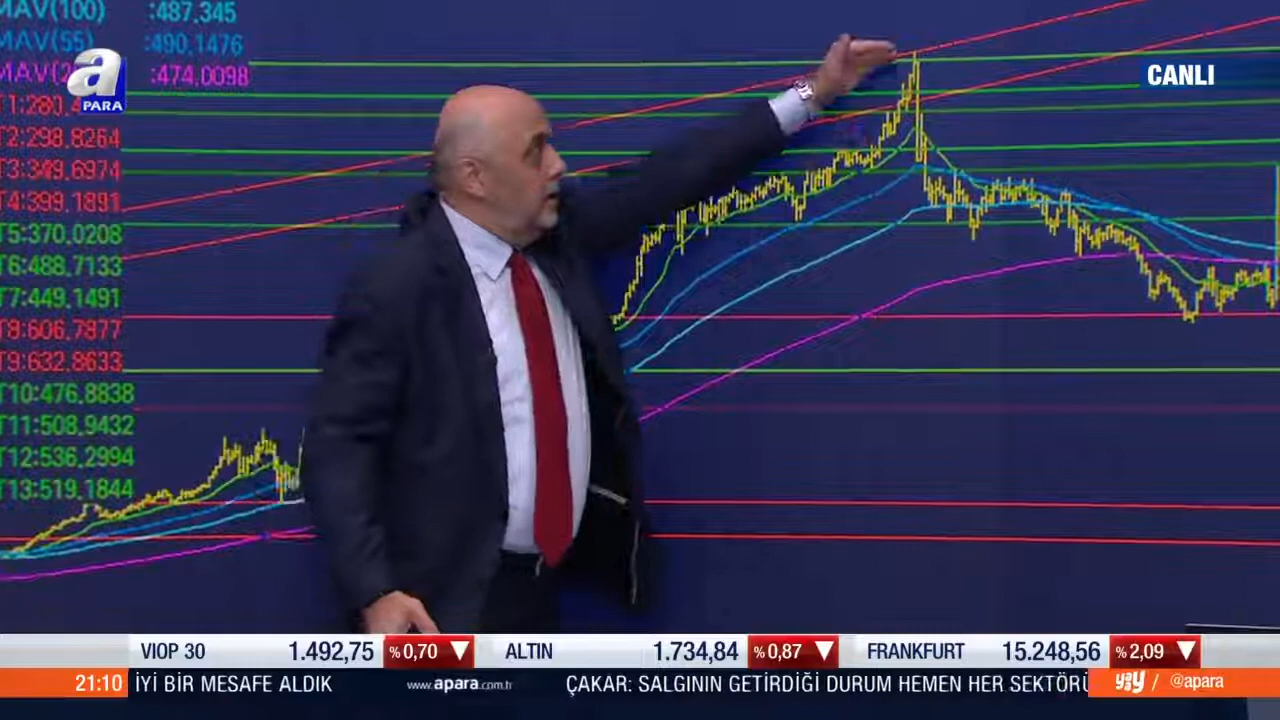 MAV(100) :487.345
MAV(55) :490.1476
:474.0098
a
PARA
CANLI
T2:298.8264
T3:349.6974
T4:399.1891
T5:370.0208
T6:488.7133
T7:449.1491
T8:606.7877
T9:632.8633
T10:476.8838
T11:508.9432
T12:536.2994
T13:519.1844
VIOP 30 1.492,75 %0,70 ALTIN 1.734,84 %0,87 FRANKFURT 15.248,56 %2,09
21:10 İYİ BİR MESAFE ALDIK www.apara.com.tr ÇAKAR: SALGININ GETİRDİĞİ DURUM HEMEN HER SEKTÖRÜ / @apara